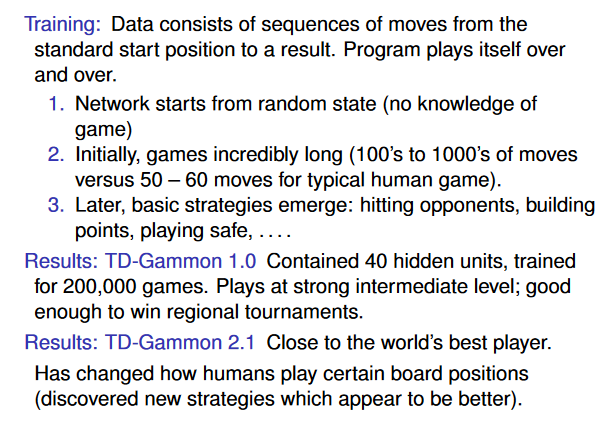 Training: Data consists of sequences of moves from the
standard start position to a result. Program plays itself over
and over.
1. Network starts from random state (no knowledge of
game)
2. Initially, games incredibly long (100's to 1000's of moves
versus 50 – 60 moves for typical human game).
3. Later, basic strategies emerge: hitting opponents, building
points, playing safe, ....
Results: TD-Gammon 1.0 Contained 40 hidden units, trained
for 200,000 games. Plays at strong intermediate level; good
enough to win regional tournaments.
Results: TD-Gammon 2.1 Close to the world's best player.
Has changed how humans play certain board positions
(discovered new strategies which appear to be better).